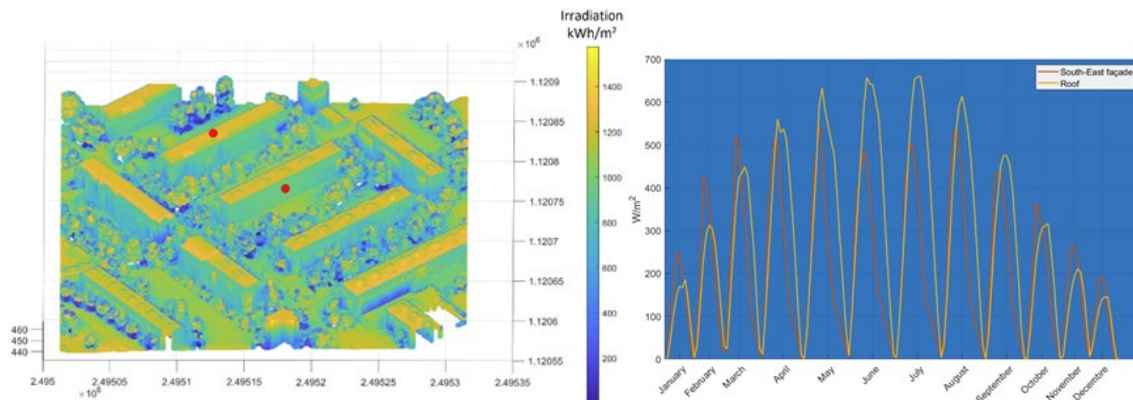 Irradiation
kWh/m²
×10⁶
1.1209
1.12085
1.1208
1.12075
1.1207
1.12065
1.1206
1.12055
460
450
440
2.495
2.49505
2.4951
2.49515
2.4952
2.49525
2.4953
2.49535
×10⁶
1400
1200
1000
800
600
400
200
South-East façade
Roof
700
600
500
400
300
200
100
0
W/m²
January
February
March
April
May
June
July
August
September
October
November
Decembre